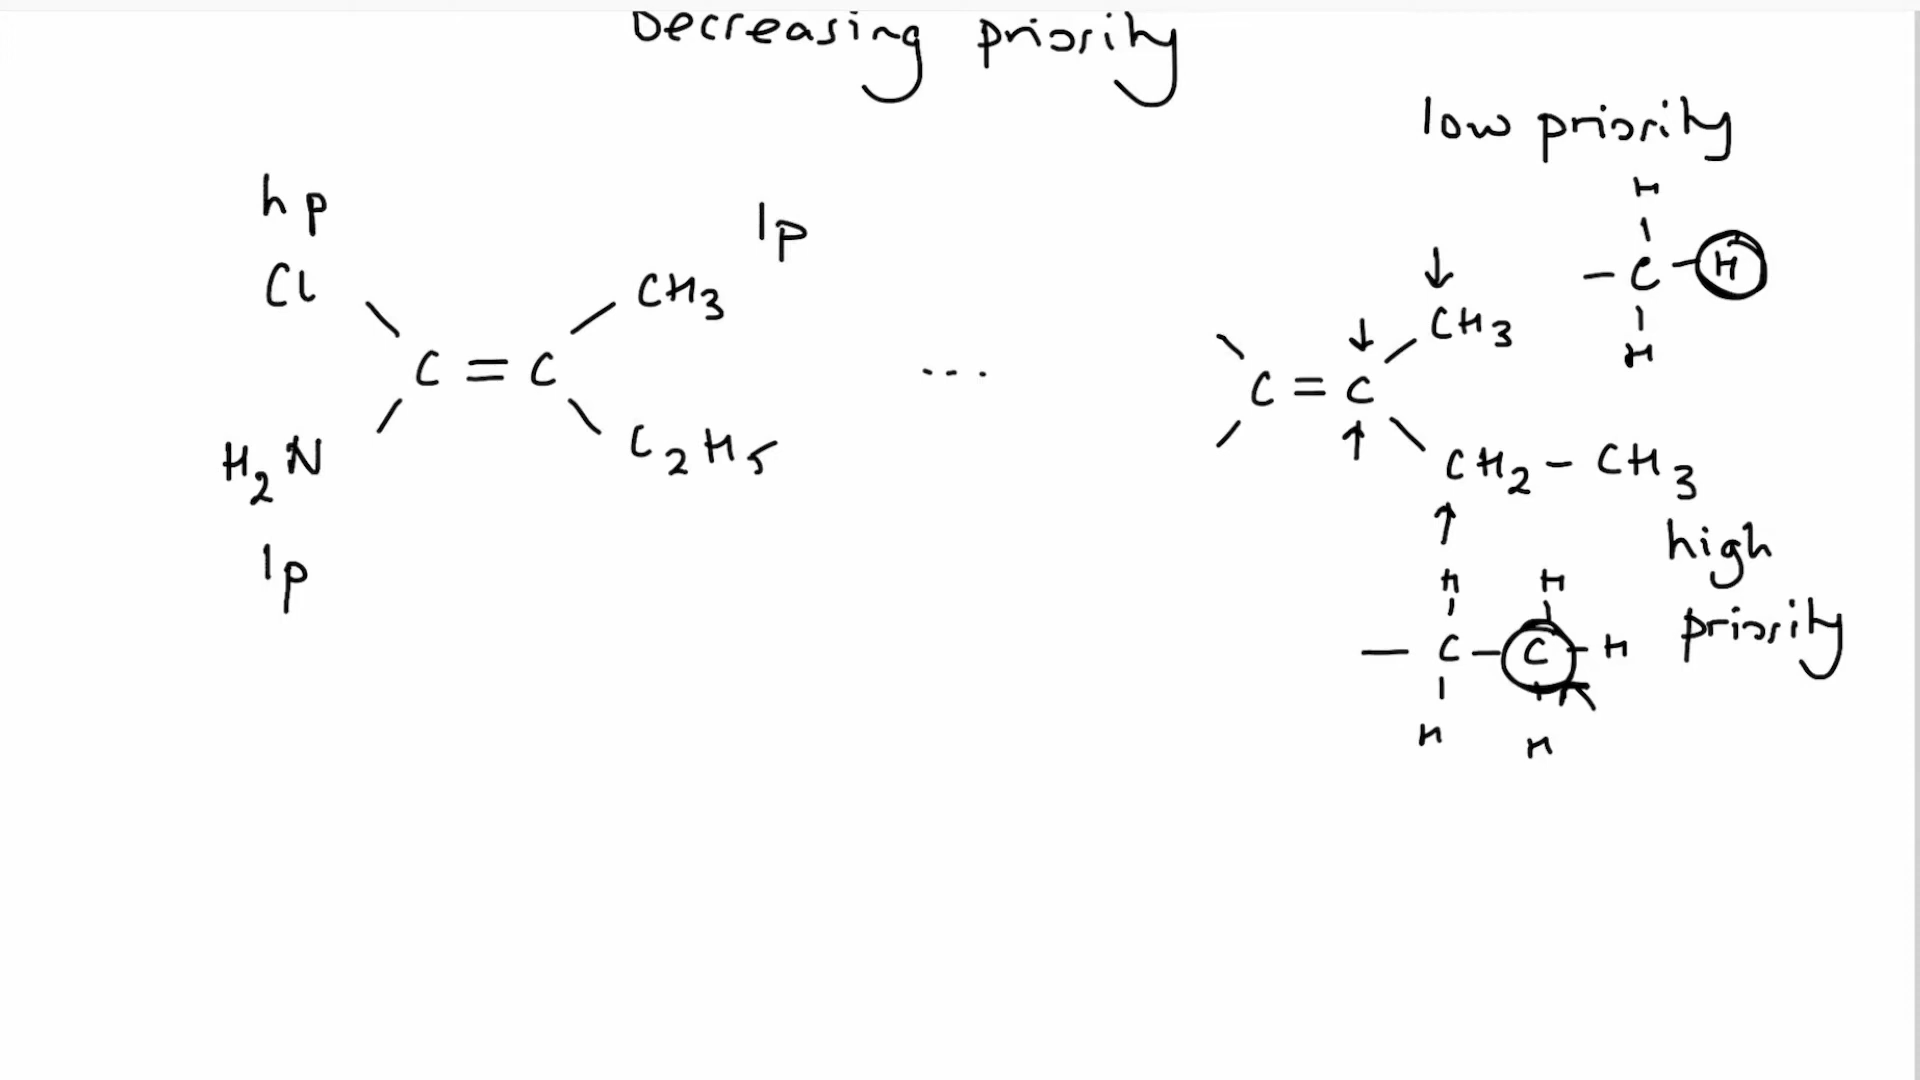 Decreasing priority
low priority
hp
lp
Cl
CH3
C = C
H2N
C2H5
lp
...
H
- C - H
H
↓
↓
CH3
C = C
↑
CH2 - CH3
↑
high
priority
H H
- C - C - H
H H